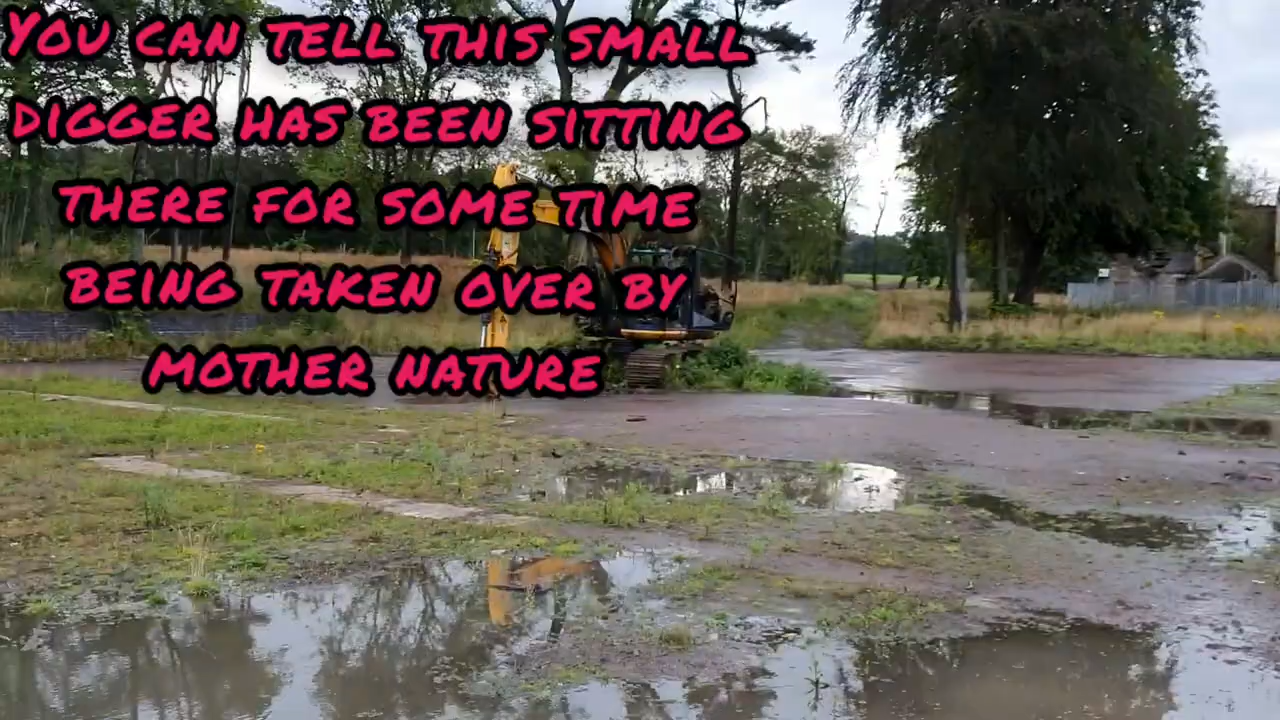 You can tell this small
digger has been sitting
there for some time
being taken over by
mother nature